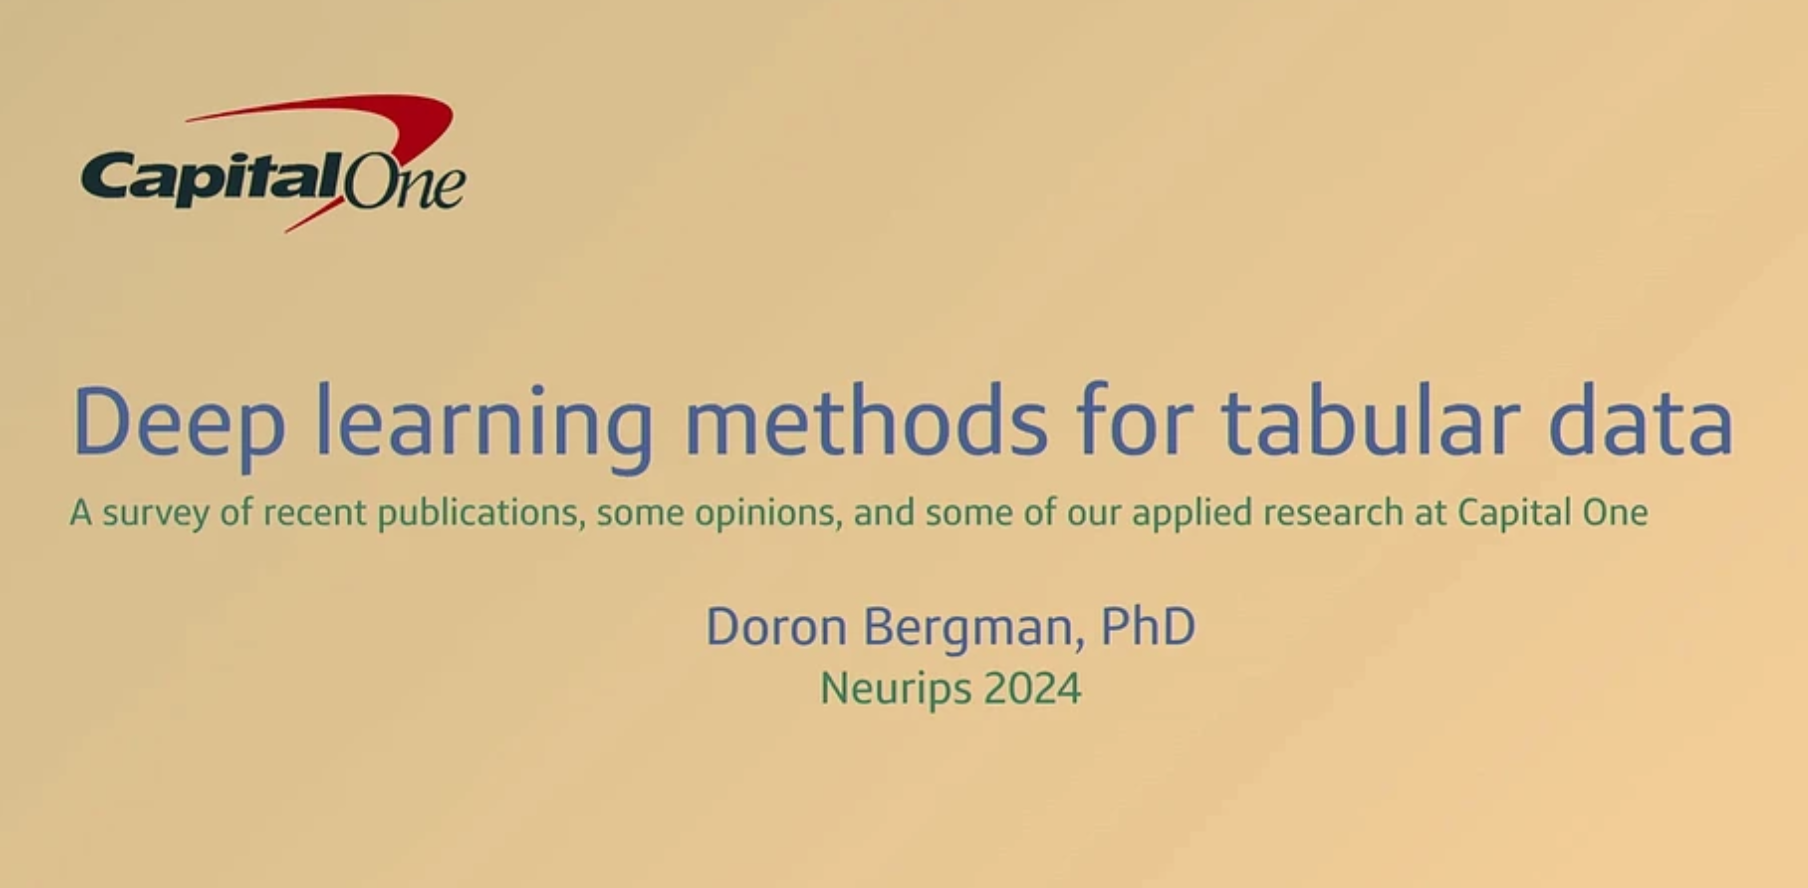 CapitalOne
Deep learning methods for tabular data
A survey of recent publications, some opinions, and some of our applied research at Capital One
Doron Bergman, PhD
Neurips 2024